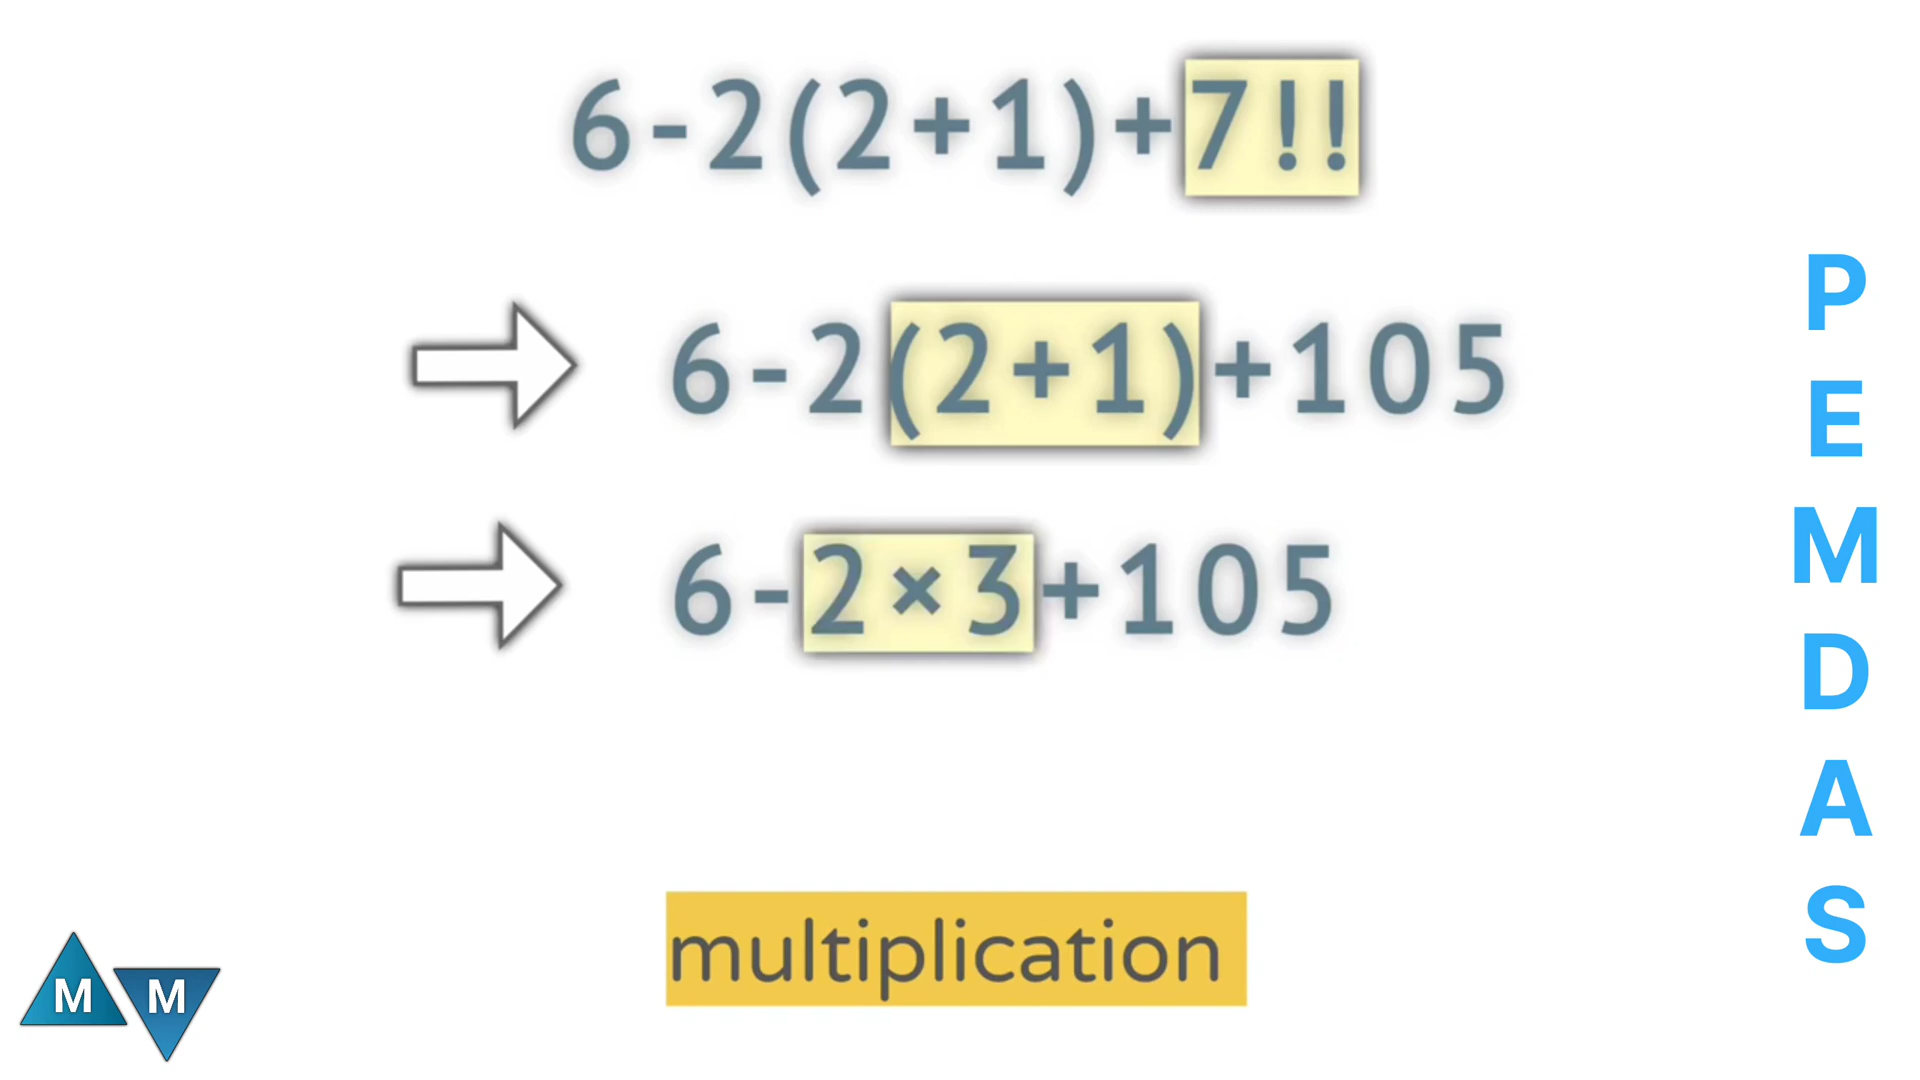 6-2(2+1)+7!!
6-2(2+1)+105
6-2×3+105
multiplication
P
E
M
D
A
S
M M